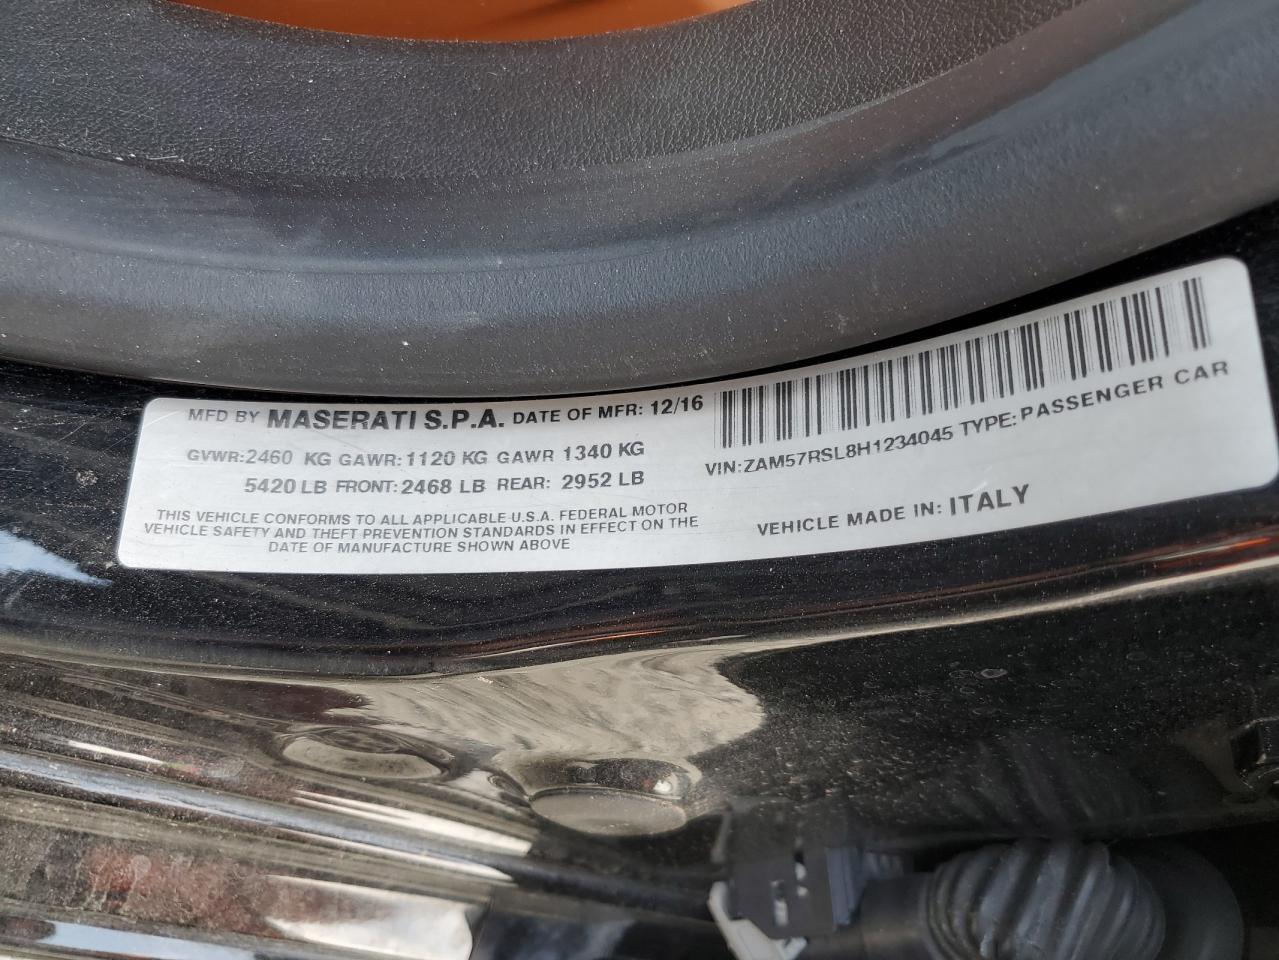 MFD BY MASERATI S.P.A. DATE OF MFR: 12/16
GVWR:2460 KG GAWR:1120 KG GAWR 1340 KG
5420 LB FRONT:2468 LB REAR: 2952 LB
THIS VEHICLE CONFORMS TO ALL APPLICABLE U.S.A. FEDERAL MOTOR
VEHICLE SAFETY AND THEFT PREVENTION STANDARDS IN EFFECT ON THE
DATE OF MANUFACTURE SHOWN ABOVE
VIN:ZAM57RSL8H1234045 TYPE:PASSENGER CAR
VEHICLE MADE IN: ITALY